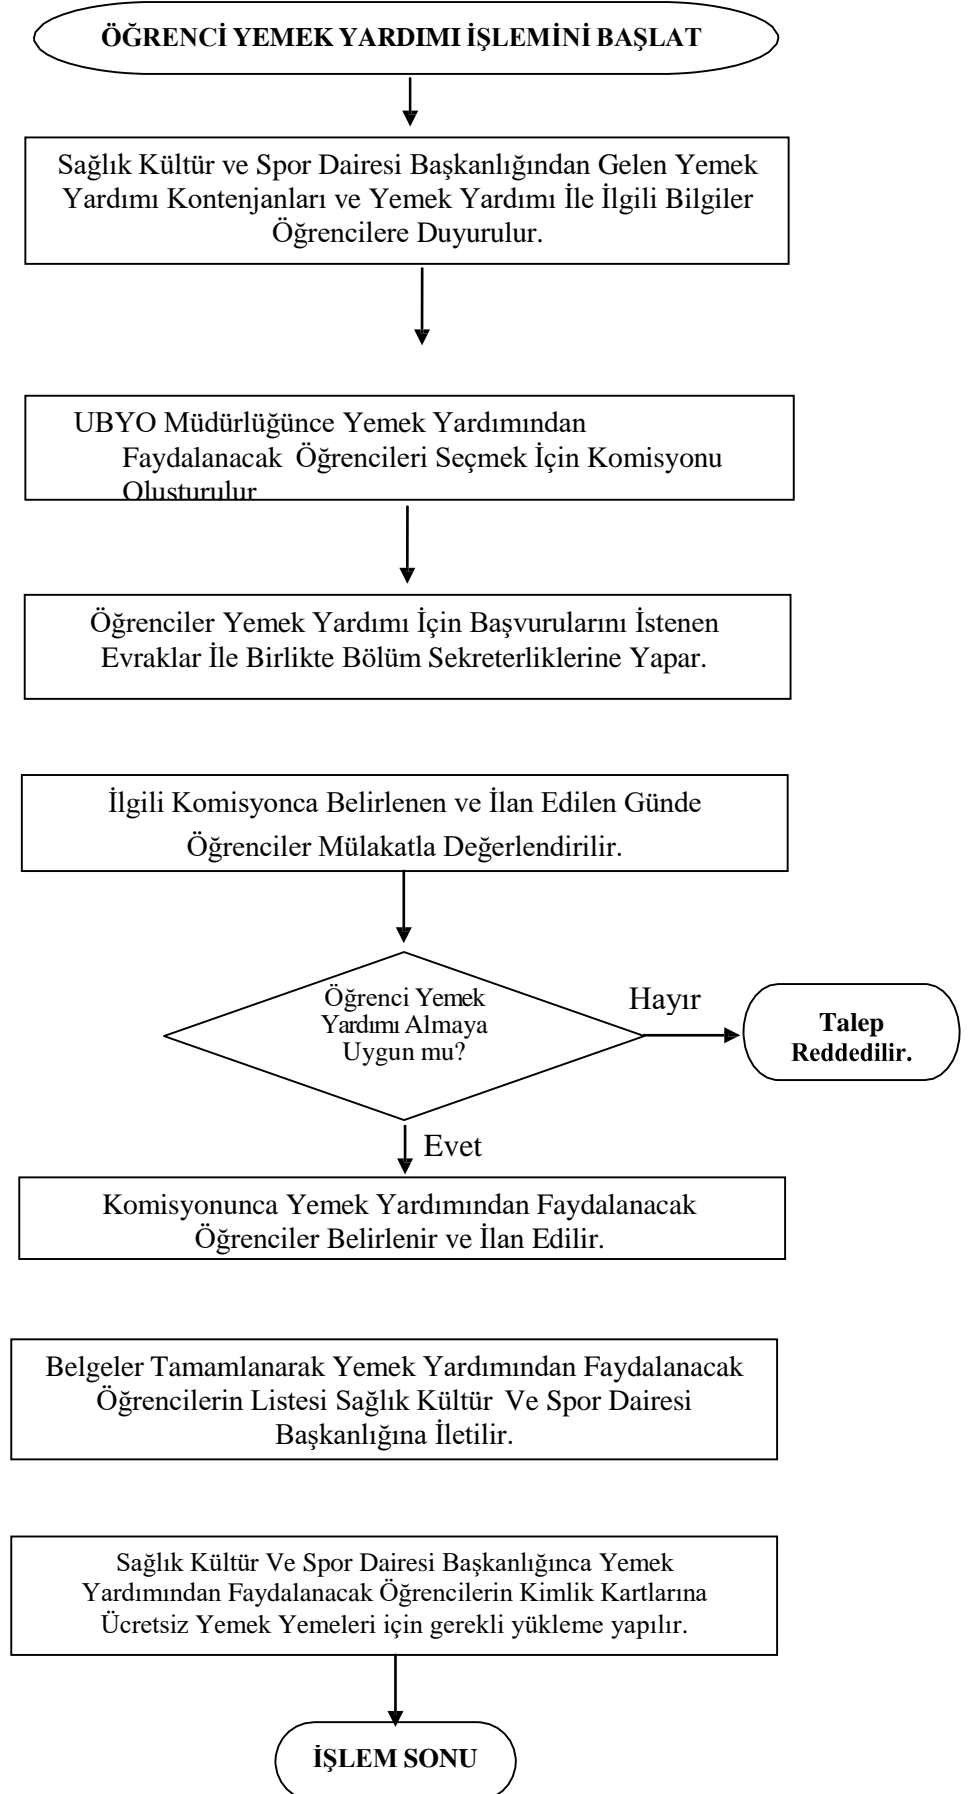 ÖĞRENCİ YEMEK YARDIMI İŞLEMİNİ BAŞLAT
Sağlık Kültür ve Spor Dairesi Başkanlığından Gelen Yemek
Yardımı Kontenjanları ve Yemek Yardımı İle İlgili Bilgiler
Öğrencilere Duyurulur.
UBYO Müdürlüğünce Yemek Yardımından
Faydalanacak Öğrencileri Seçmek İçin Komisyonu
Oluşturulur
Öğrenciler Yemek Yardımı İçin Başvurularını İstenen
Evraklar İle Birlikte Bölüm Sekreterliklerine Yapar.
İlgili Komisyonca Belirlenen ve İlan Edilen Günde
Öğrenciler Mülakatla Değerlendirilir.
Öğrenci Yemek
Yardımı Almaya
Uygun mu?
Hayır
Talep
Reddedilir.
Evet
Komisyonunca Yemek Yardımından Faydalanacak
Öğrenciler Belirlenir ve İlan Edilir.
Belgeler Tamamlanarak Yemek Yardımından Faydalanacak
Öğrencilerin Listesi Sağlık Kültür Ve Spor Dairesi
Başkanlığına İletilir.
Sağlık Kültür Ve Spor Dairesi Başkanlığınca Yemek
Yardımından Faydalanacak Öğrencilerin Kimlik Kartlarına
Ücretsiz Yemek Yemeleri için gerekli yükleme yapılır.
İŞLEM SONU